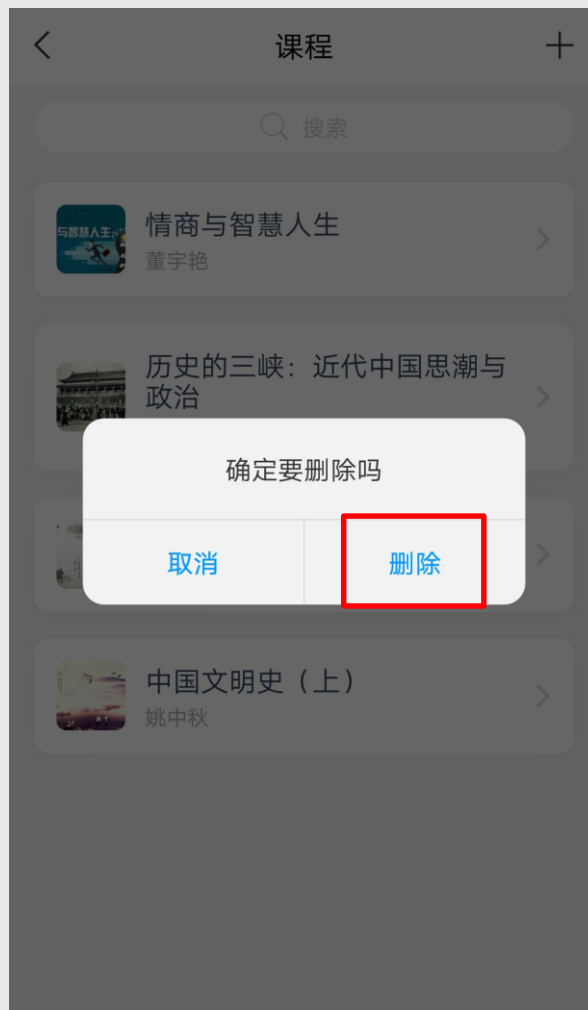 课程
搜索
与智慧人生:
情商与智慧人生
董宇艳
历史的三峡：近代中国思潮与
政治
确定要删除吗
取消
删除
中国文明史（上）
姚中秋